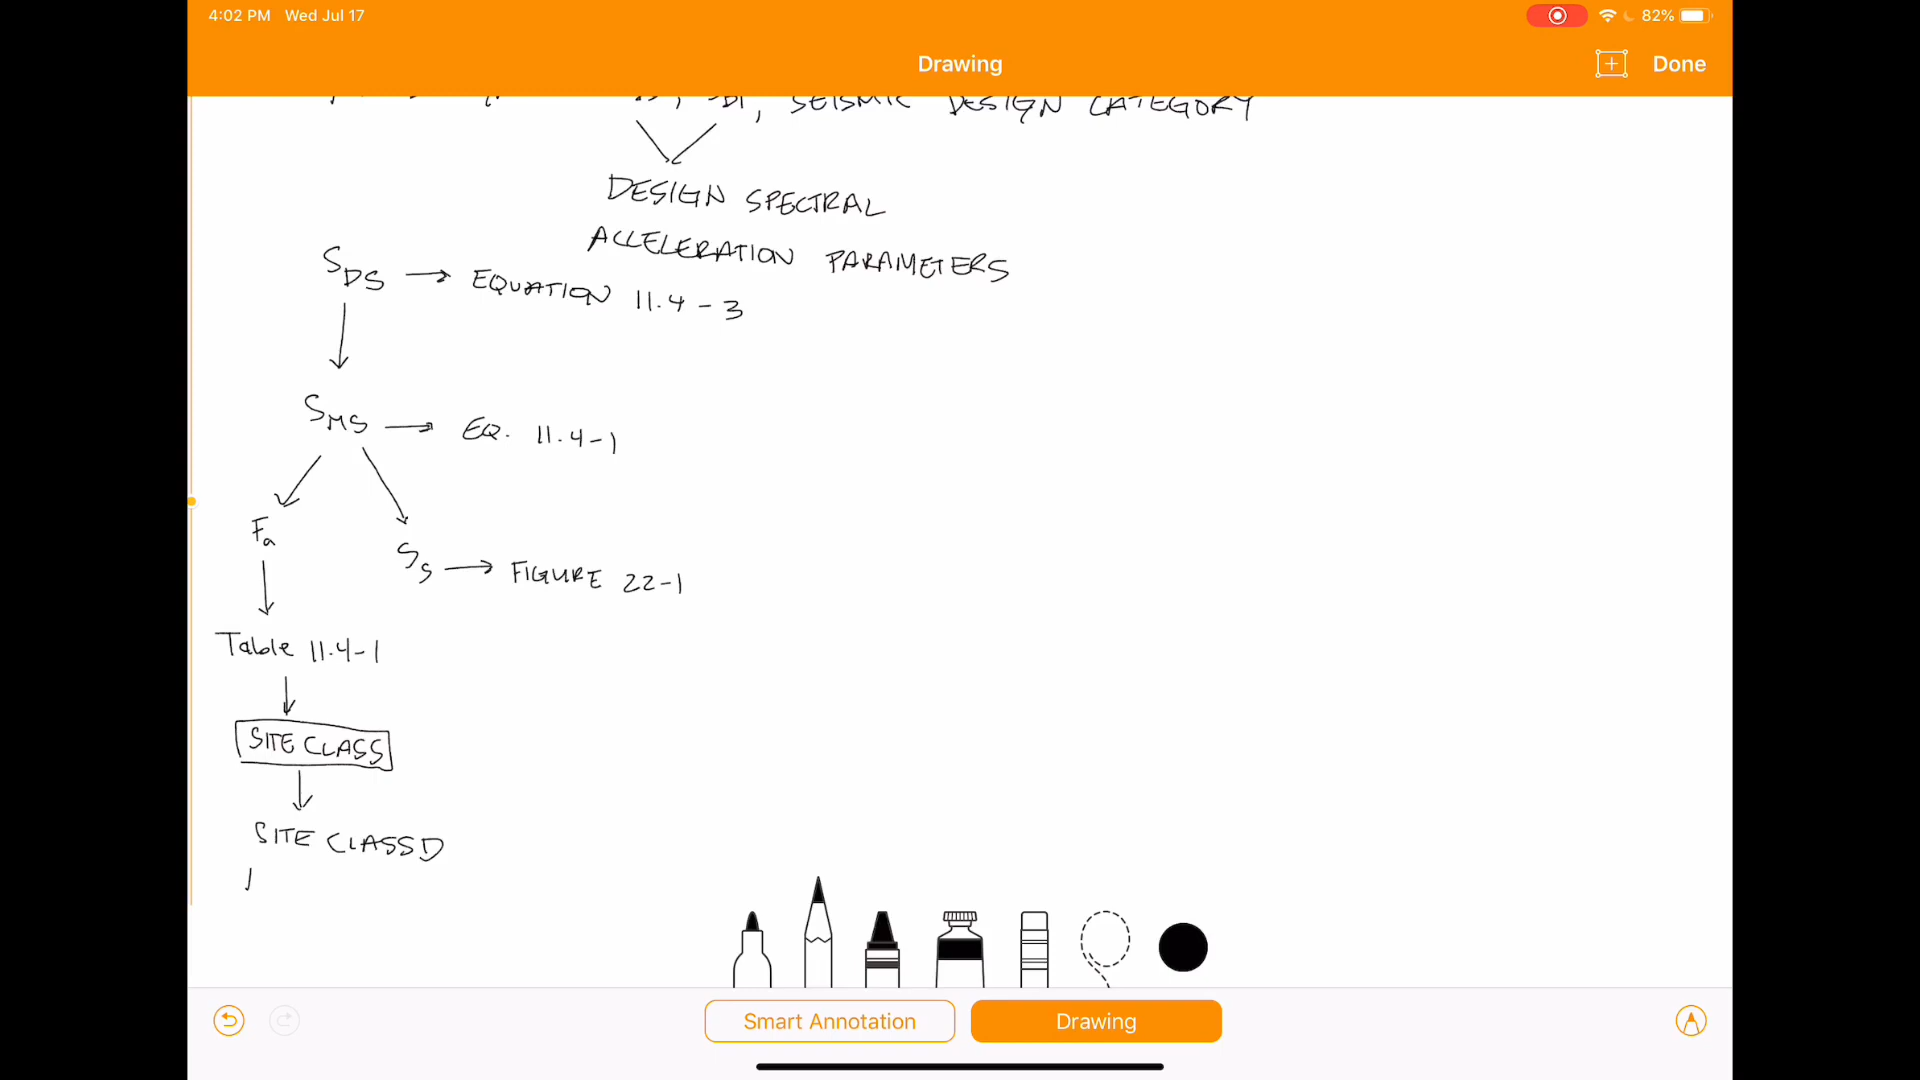 4:02 PM Wed Jul 17 82%
Drawing Done
SEISMIC DESIGN CATEGORY
DESIGN SPECTRAL
ACCELERATION PARAMETERS
SDS → EQUATION 11.4-3
SMS → EQ. 11.4-1
Fa
Ss → FIGURE 22-1
Table 11.4-1
SITE CLASS
SITE CLASS D
Smart Annotation Drawing